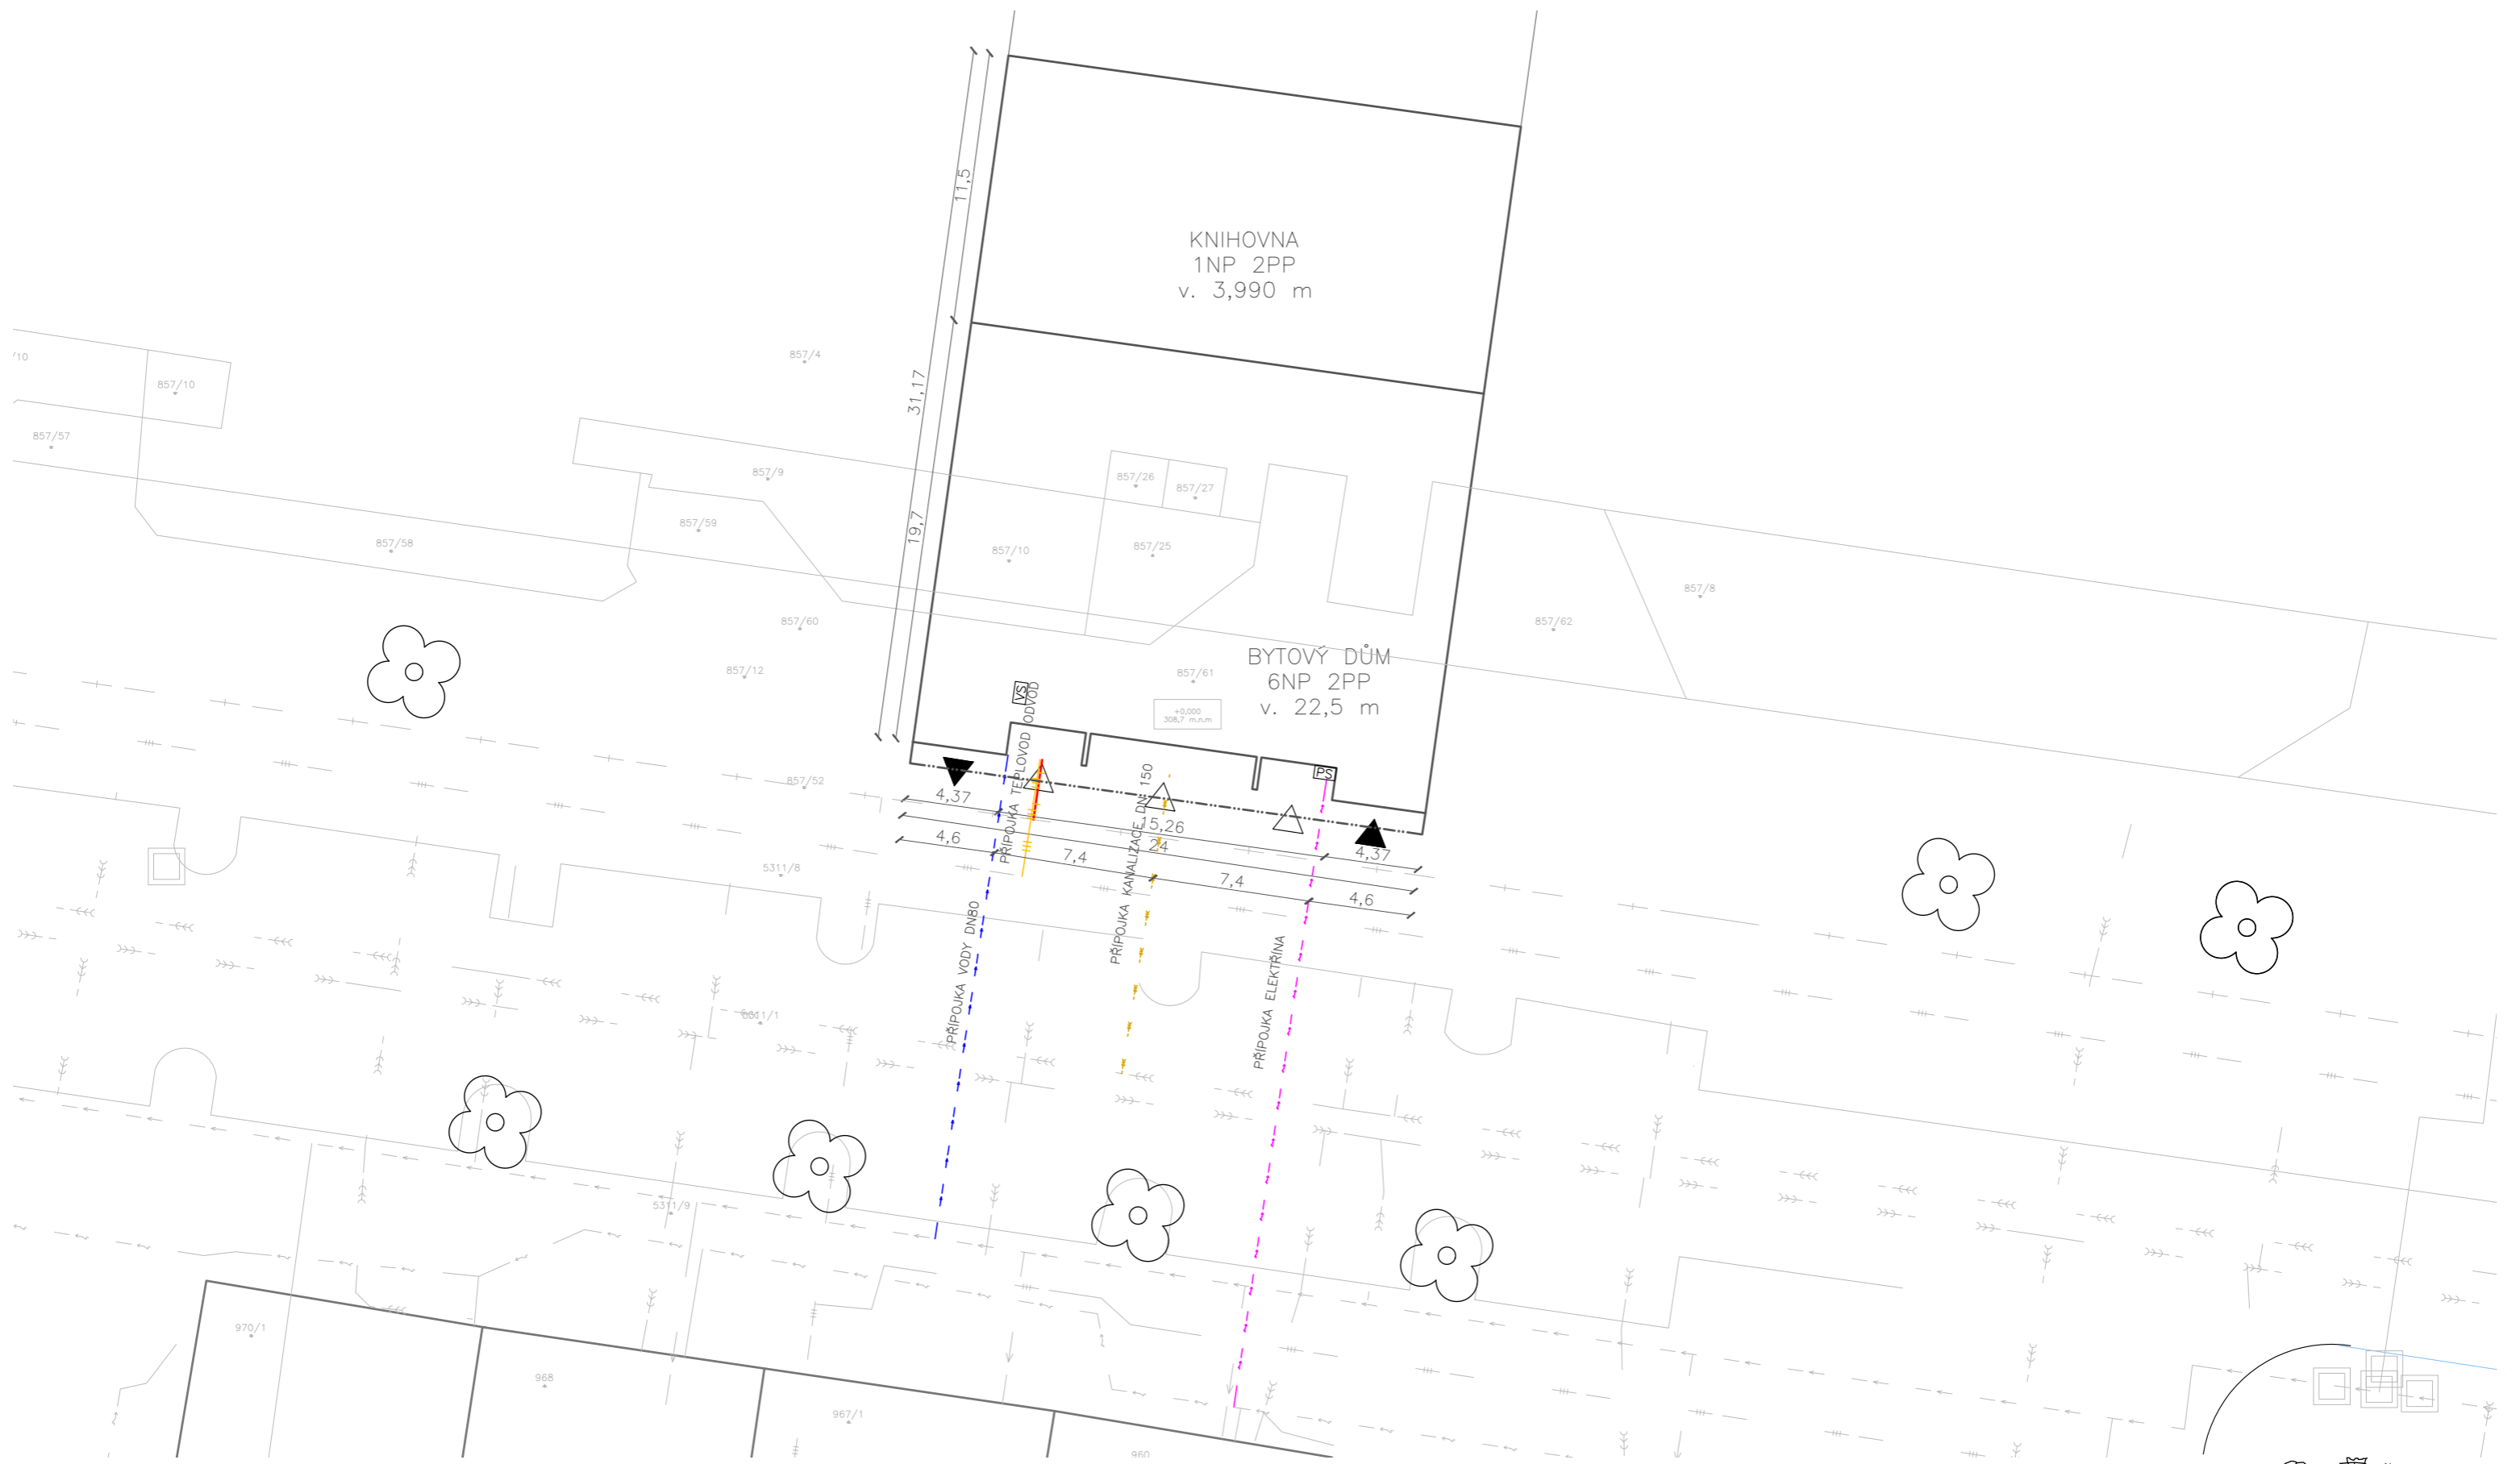 11,5
KNIHOVNA
1NP 2PP
v. 3,990 m
/10
857/10
857/4
31,17
857/57
857/9
857/26
857/27
19,7
857/59
857/58
857/10
857/25
857/8
857/60
857/62
857/12
857/61
BYTOVÝ DŮM
6NP 2PP
v. 22,5 m
VS
+0,000
308,7 m.n.m
PŘÍPOJKA TEPLOVOD ODVOD
857/52
PS
4,37
15,26
4,37
24
4,6
7,4
7,4
4,6
PŘÍPOJKA KANALIZACE DN 150
5311/8
PŘÍPOJKA VODY DN80
PŘÍPOJKA ELEKTŘINA
5311/1
5311/9
970/1
968
967/1
960